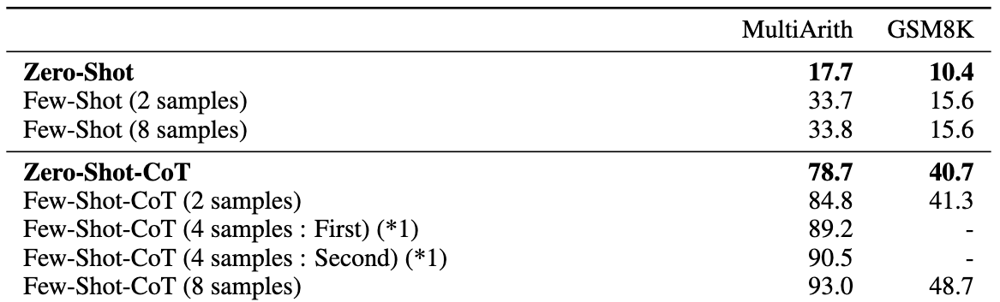 MultiArith GSM8K
Zero-Shot 17.7 10.4
Few-Shot (2 samples) 33.7 15.6
Few-Shot (8 samples) 33.8 15.6
Zero-Shot-CoT 78.7 40.7
Few-Shot-CoT (2 samples) 84.8 41.3
Few-Shot-CoT (4 samples : First) (*1) 89.2 -
Few-Shot-CoT (4 samples : Second) (*1) 90.5 -
Few-Shot-CoT (8 samples) 93.0 48.7